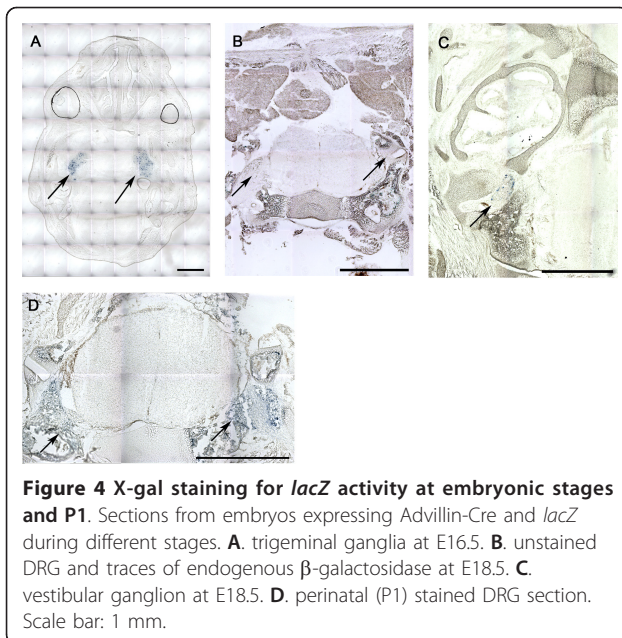 A
B
C
D
Figure 4 X-gal staining for lacZ activity at embryonic stages
and P1. Sections from embryos expressing Advillin-Cre and lacZ
during different stages. A. trigeminal ganglia at E16.5. B. unstained
DRG and traces of endogenous β-galactosidase at E18.5. C.
vestibular ganglion at E18.5. D. perinatal (P1) stained DRG section.
Scale bar: 1 mm.